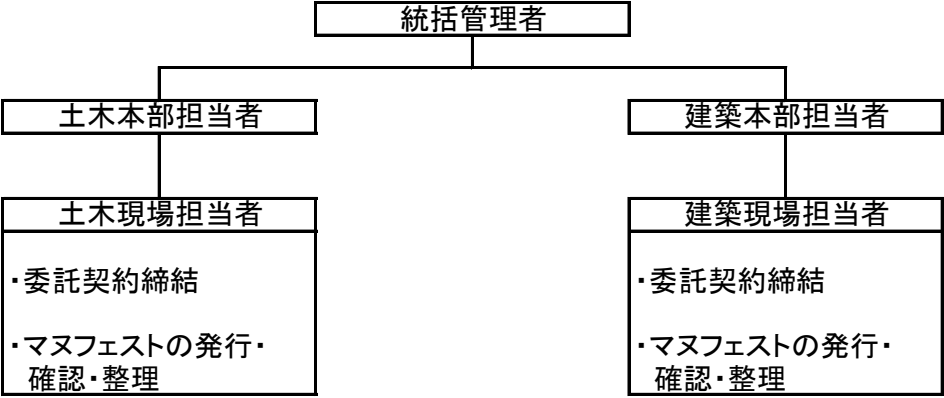 統括管理者
土木本部担当者
建築本部担当者
土木現場担当者
・委託契約締結
・マヌフェストの発行・
確認・整理
建築現場担当者
・委託契約締結
・マヌフェストの発行・
確認・整理